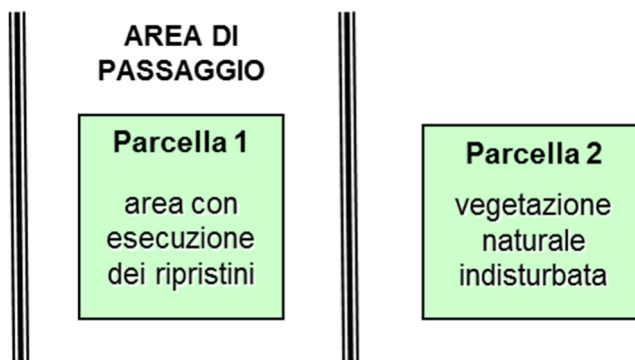 AREA DI
PASSAGGIO
Parcella 1
area con
esecuzione
dei ripristini
Parcella 2
vegetazione
naturale
indisturbata